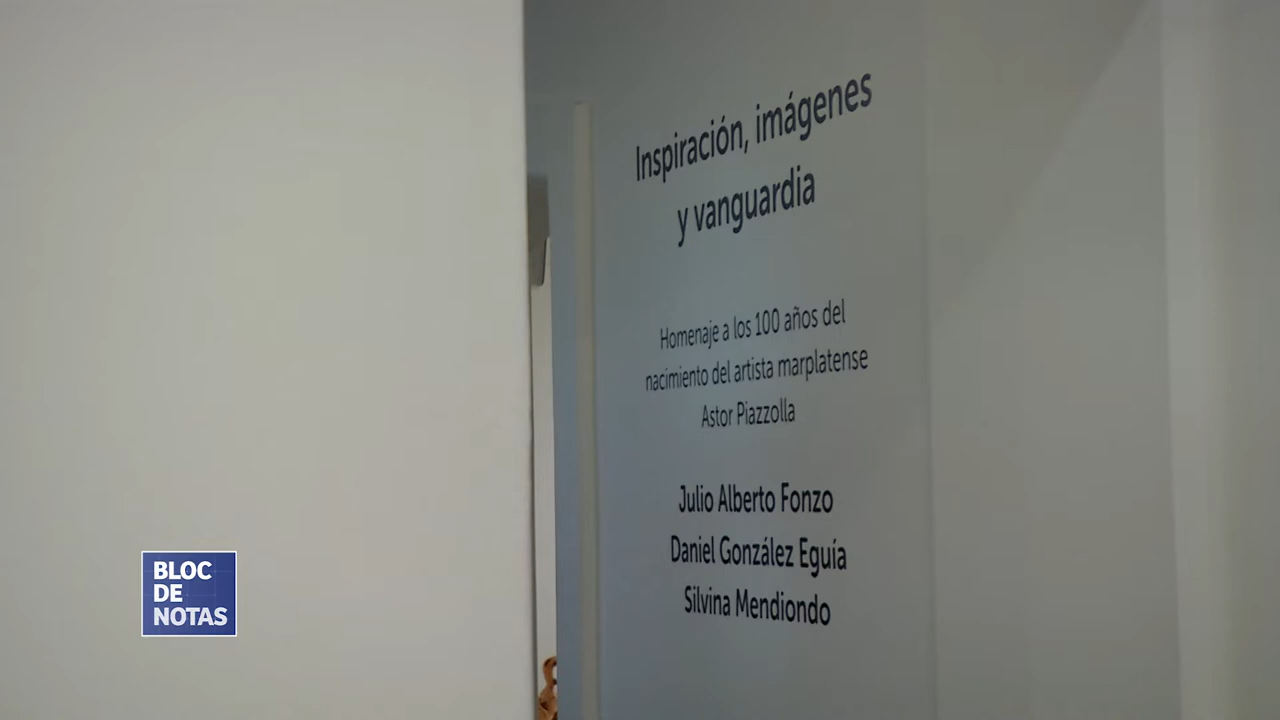 Inspiración, imágenes
y vanguardia
Homenaje a los 100 años del
nacimiento del artista marplatense
Astor Piazzolla
Julio Alberto Fonzo
Daniel González Eguía
Silvina Mendiondo
BLOC
DE
NOTAS